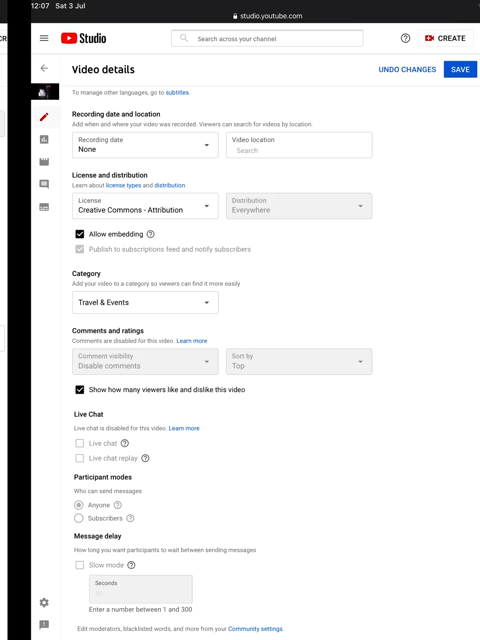 12:07 Sat 3 Jul
studio.youtube.com
CR
Studio
Search across your channel
CREATE
Video details
UNDO CHANGES
SAVE
To manage other languages, go to subtitles.
Recording date and location
Add when and where your video was recorded. Viewers can search for videos by location.
Recording date
None
Video location
Search
License and distribution
Learn about license types and distribution.
License
Creative Commons - Attribution
Distribution
Everywhere
Allow embedding
Publish to subscriptions feed and notify subscribers
Category
Add your video to a category so viewers can find it more easily
Travel & Events
Comments and ratings
Comments are disabled for this video. Learn more
Comment visibility
Disable comments
Sort by
Top
Show how many viewers like and dislike this video
Live Chat
Live chat is disabled for this video. Learn more
Live chat
Live chat replay
Participant modes
Who can send messages
Anyone
Subscribers
Message delay
How long you want participants to wait between sending messages
Slow mode
Seconds
Enter a number between 1 and 300
Edit moderators, blacklisted words, and more from your Community settings.